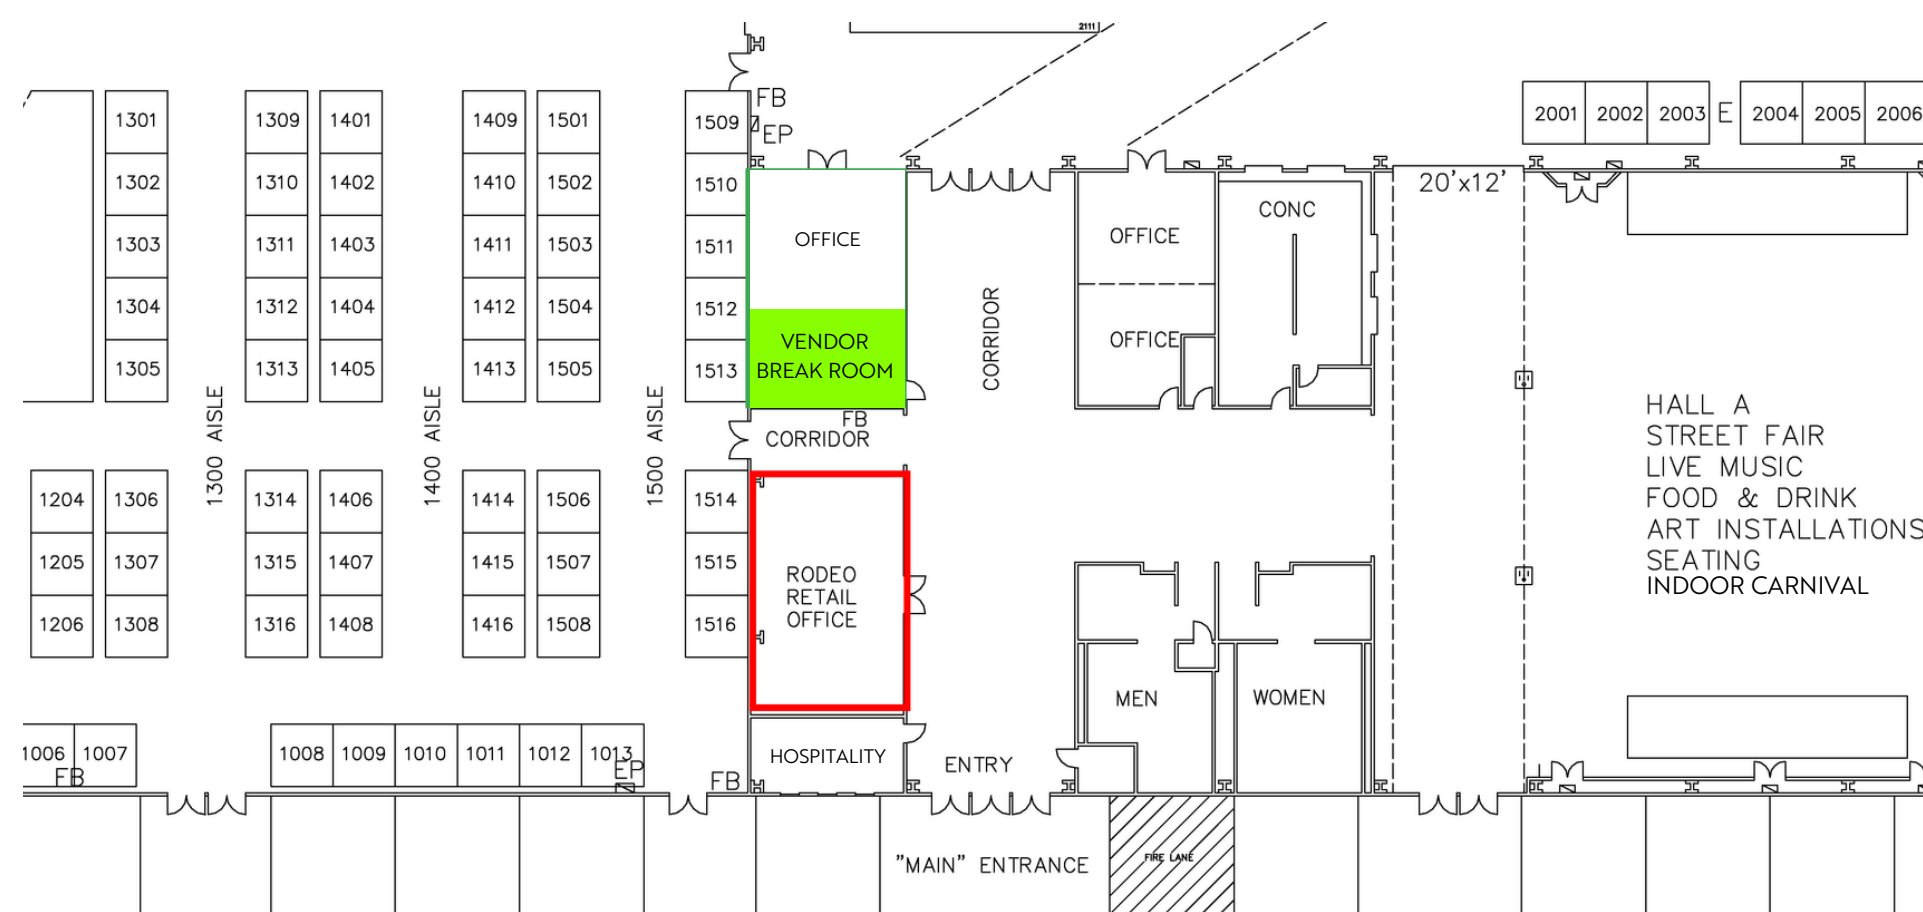 2111
FB
EP
1301
1309
1401
1409
1501
1509
2001
2002
2003
E
2004
2005
2006
1302
1310
1402
1410
1502
1510
20'x12'
CONC
1303
1311
1403
1411
1503
1511
OFFICE
OFFICE
1304
1312
1404
1412
1504
1512
CORRIDOR
OFFICE
1305
1313
1405
1413
1505
1513
VENDOR
BREAK ROOM
1300 AISLE
1400 AISLE
1500 AISLE
FB
CORRIDOR
HALL A
STREET FAIR
LIVE MUSIC
FOOD & DRINK
ART INSTALLATIONS
SEATING
INDOOR CARNIVAL
1204
1306
1314
1406
1414
1506
1514
1205
1307
1315
1407
1415
1507
1515
RODEO
RETAIL
OFFICE
1206
1308
1316
1408
1416
1508
1516
MEN
WOMEN
1006
1007
FB
1008
1009
1010
1011
1012
1013
EP
FB
HOSPITALITY
ENTRY
"MAIN" ENTRANCE
FIRE LANE